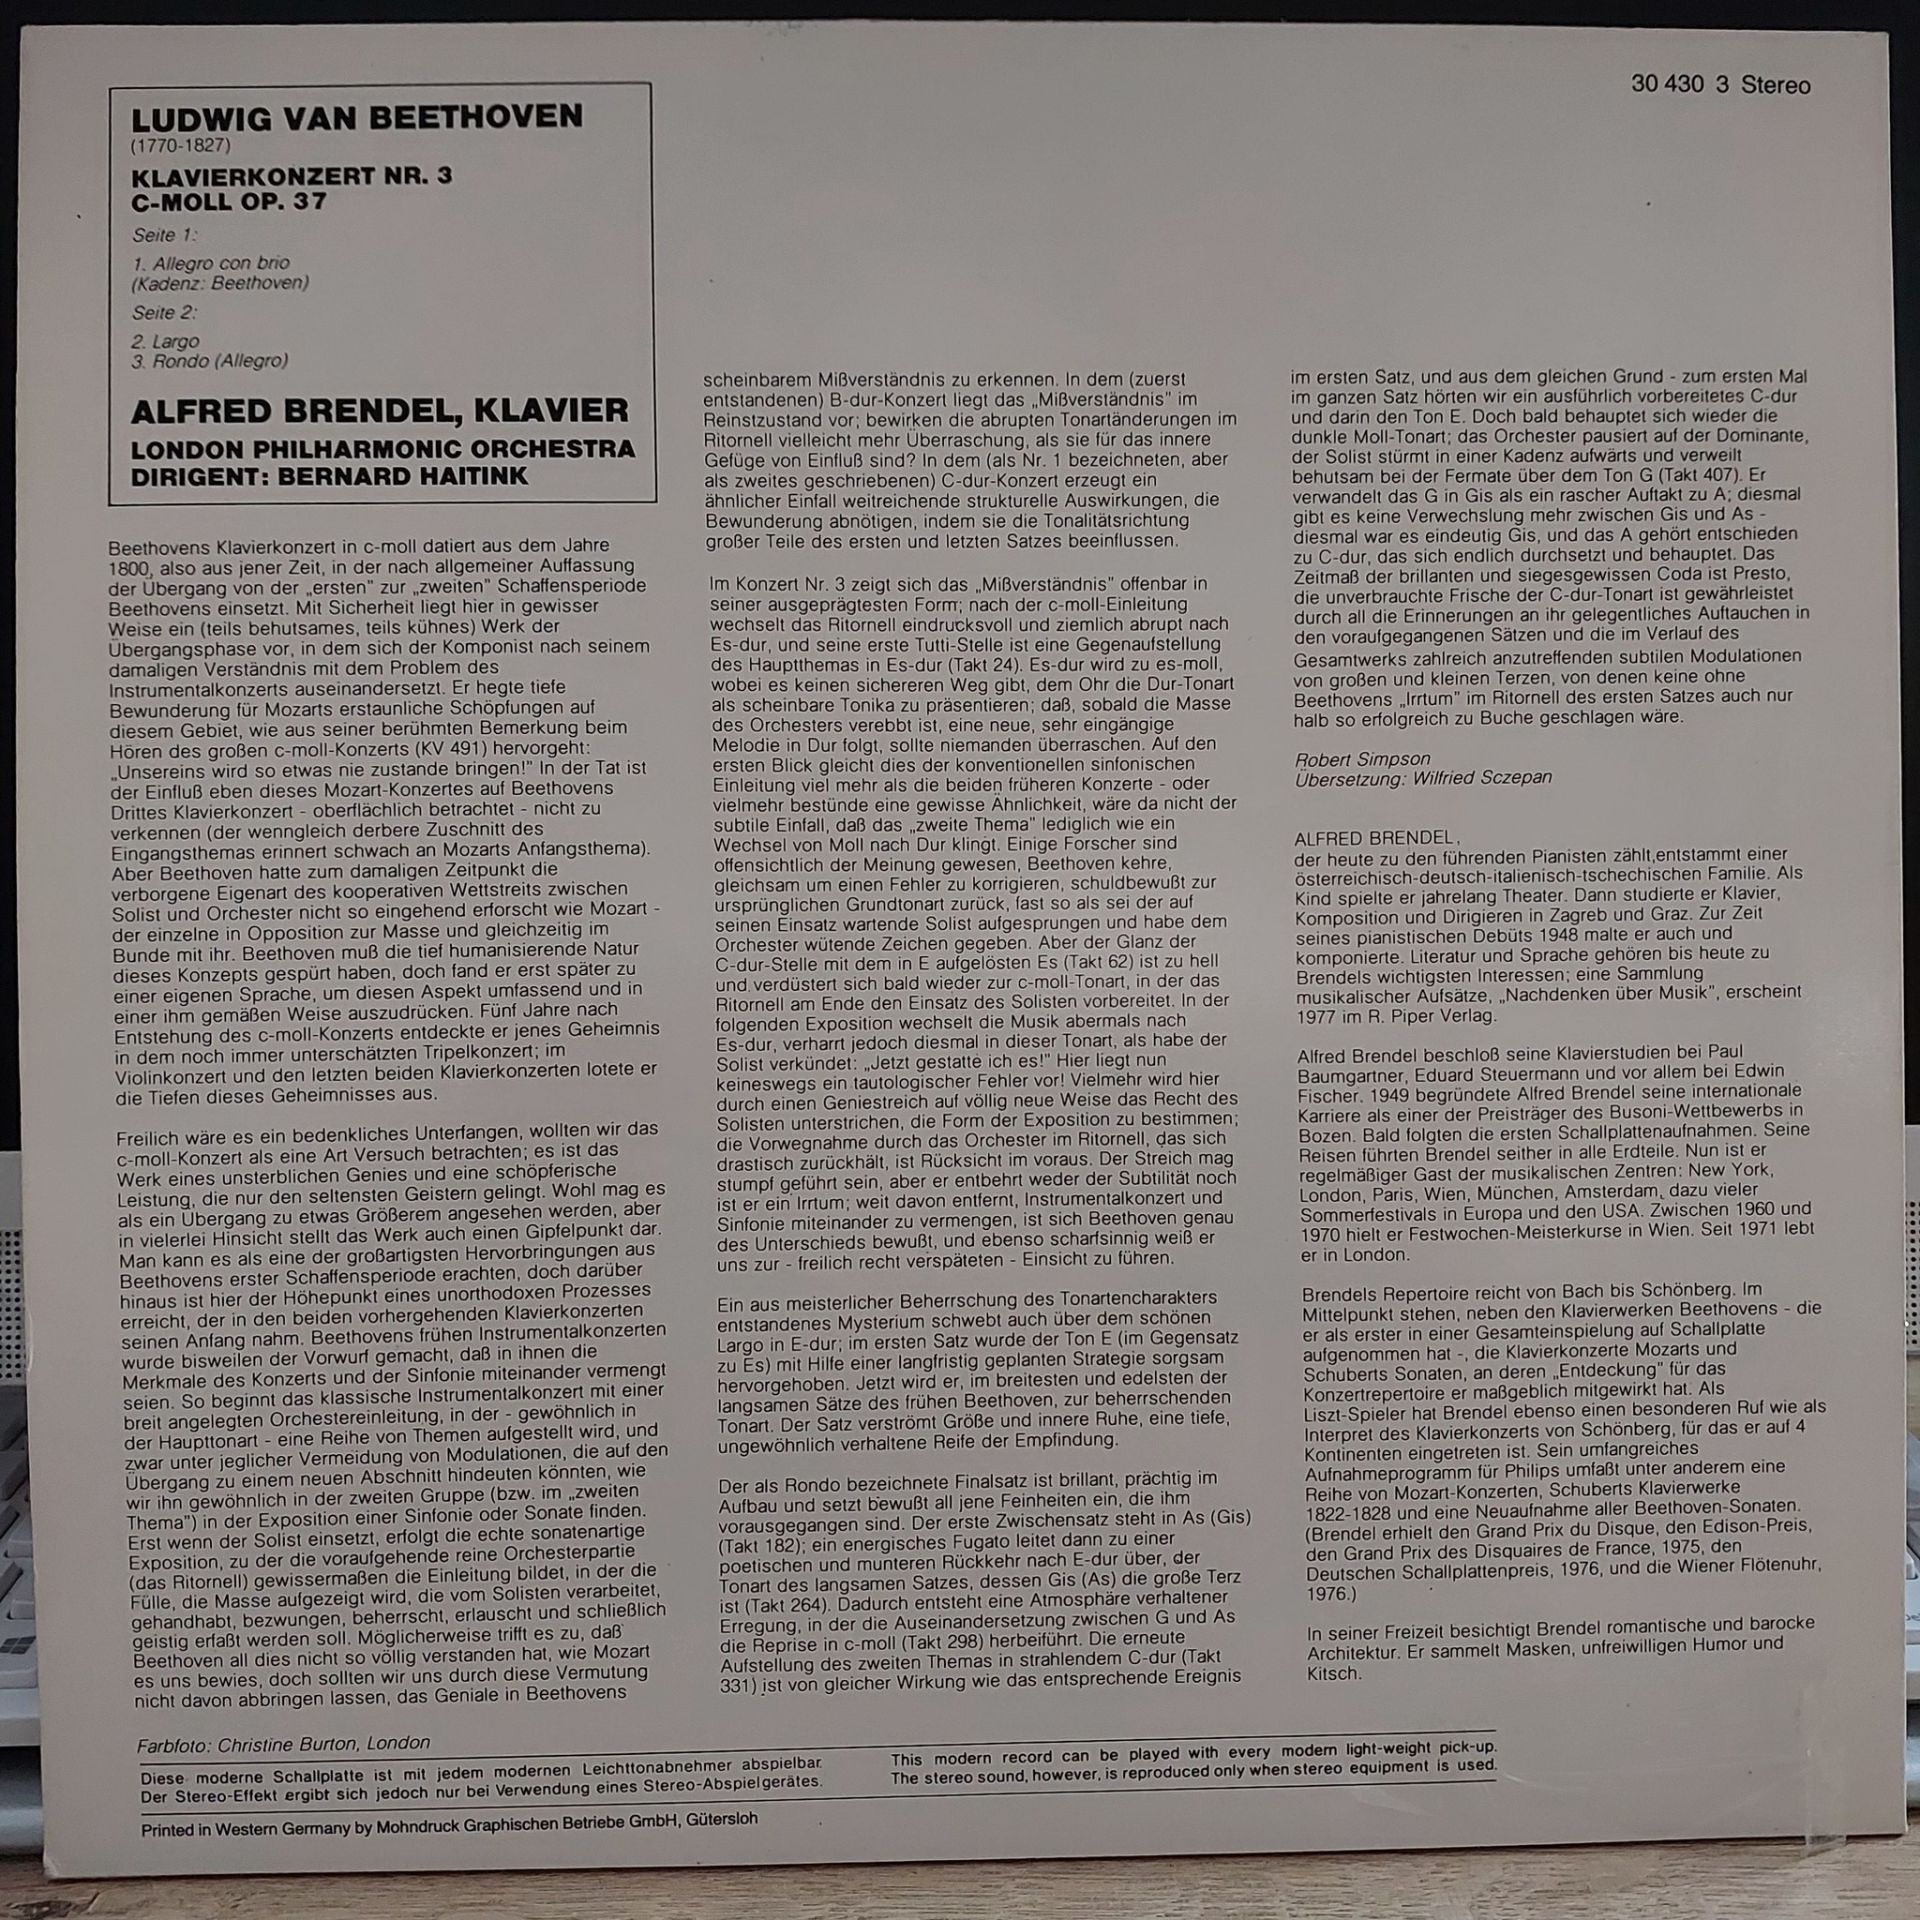 30 430 3 Stereo
LUDWIG VAN BEETHOVEN
(1770-1827)
KLAVIERKONZERT NR. 3
C-MOLL OP. 37
Seite 1:
1. Allegro con brio
(Kadenz: Beethoven)
Seite 2:
2. Largo
3. Rondo (Allegro)
ALFRED BRENDEL, KLAVIER
LONDON PHILHARMONIC ORCHESTRA
DIRIGENT: BERNARD HAITINK
Beethovens Klavierkonzert in c-moll datiert aus dem Jahre
1800, also aus jener Zeit, in der nach allgemeiner Auffassung
der Übergang von der „ersten" zur „zweiten" Schaffensperiode
Beethovens einsetzt. Mit Sicherheit liegt hier in gewisser
Weise ein (teils behutsames, teils kühnes) Werk der
Übergangsphase vor, in dem sich der Komponist nach seinem
damaligen Verständnis mit dem Problem des
Instrumentalkonzerts auseinandersetzt. Er hegte tiefe
Bewunderung für Mozarts erstaunliche Schöpfungen auf
diesem Gebiet, wie aus seiner berühmten Bemerkung beim
Hören des großen c-moll-Konzerts (KV 491) hervorgeht:
„Unsereins wird so etwas nie zustande bringen!" In der Tat ist
der Einfluß eben dieses Mozart-Konzertes auf Beethovens
Drittes Klavierkonzert - oberflächlich betrachtet - nicht zu
verkennen (der wenngleich derbere Zuschnitt des
Eingangsthemas erinnert schwach an Mozarts Anfangsthema).
Aber Beethoven hatte zum damaligen Zeitpunkt die
verborgene Eigenart des kooperativen Wettstreits zwischen
Solist und Orchester nicht so eingehend erforscht wie Mozart -
der einzelne in Opposition zur Masse und gleichzeitig im
Bunde mit ihr. Beethoven muß die tief humanisierende Natur
dieses Konzepts gespürt haben, doch fand er erst später zu
einer eigenen Sprache, um diesen Aspekt umfassend und in
einer ihm gemäßen Weise auszudrücken. Fünf Jahre nach
Entstehung des c-moll-Konzerts entdeckte er jenes Geheimnis
in dem noch immer unterschätzten Tripelkonzert; im
Violinkonzert und den letzten beiden Klavierkonzerten lotete er
die Tiefen dieses Geheimnisses aus.
Freilich wäre es ein bedenkliches Unterfangen, wollten wir das
c-moll-Konzert als eine Art Versuch betrachten; es ist das
Werk eines unsterblichen Genies und eine schöpferische
Leistung, die nur den seltensten Geistern gelingt. Wohl mag es
als ein Übergang zu etwas Größerem angesehen werden, aber
in vielerlei Hinsicht stellt das Werk auch einen Gipfelpunkt dar.
Man kann es als eine der großartigsten Hervorbringungen aus
Beethovens erster Schaffensperiode erachten, doch darüber
hinaus ist hier der Höhepunkt eines unorthodoxen Prozesses
erreicht, der in den beiden vorhergehenden Klavierkonzerten
seinen Anfang nahm. Beethovens frühen Instrumentalkonzerten
wurde bisweilen der Vorwurf gemacht, daß in ihnen die
Merkmale des Konzerts und der Sinfonie miteinander vermengt
seien. So beginnt das klassische Instrumentalkonzert mit einer
breit angelegten Orchestereinleitung, in der - gewöhnlich in
der Haupttonart - eine Reihe von Themen aufgestellt wird, und
zwar unter jeglicher Vermeidung von Modulationen, die auf den
Übergang zu einem neuen Abschnitt hindeuten könnten, wie
wir ihn gewöhnlich in der zweiten Gruppe (bzw. im „zweiten
Thema") in der Exposition einer Sinfonie oder Sonate finden.
Erst wenn der Solist einsetzt, erfolgt die echte sonatenartige
Exposition, zu der die voraufgehende reine Orchesterpartie
(das Ritornell) gewissermaßen die Einleitung bildet, in der die
Fülle, die Masse aufgezeigt wird, die vom Solisten verarbeitet,
gehandhabt, bezwungen, beherrscht, erlauscht und schließlich
geistig erfaßt werden soll. Möglicherweise trifft es zu, daß
Beethoven all dies nicht so völlig verstanden hat, wie Mozart
es uns bewies, doch sollten wir uns durch diese Vermutung
nicht davon abbringen lassen, das Geniale in Beethovens
scheinbarem Mißverständnis zu erkennen. In dem (zuerst
entstandenen) B-dur-Konzert liegt das „Mißverständnis" im
Reinstzustand vor; bewirken die abrupten Tonartänderungen im
Ritornell vielleicht mehr Überraschung, als sie für das innere
Gefüge von Einfluß sind? In dem (als Nr. 1 bezeichneten, aber
als zweites geschriebenen) C-dur-Konzert erzeugt ein
ähnlicher Einfall weitreichende strukturelle Auswirkungen, die
Bewunderung abnötigen, indem sie die Tonalitätsrichtung
großer Teile des ersten und letzten Satzes beeinflussen.
Im Konzert Nr. 3 zeigt sich das „Mißverständnis" offenbar in
seiner ausgeprägtesten Form; nach der c-moll-Einleitung
wechselt das Ritornell eindrucksvoll und ziemlich abrupt nach
Es-dur, und seine erste Tutti-Stelle ist eine Gegenaufstellung
des Hauptthemas in Es-dur (Takt 24). Es-dur wird zu es-moll,
wobei es keinen sichereren Weg gibt, dem Ohr die Dur-Tonart
als scheinbare Tonika zu präsentieren; daß, sobald die Masse
des Orchesters verebbt ist, eine neue, sehr eingängige
Melodie in Dur folgt, sollte niemanden überraschen. Auf den
ersten Blick gleicht dies der konventionellen sinfonischen
Einleitung viel mehr als die beiden früheren Konzerte - oder
vielmehr bestünde eine gewisse Ähnlichkeit, wäre da nicht der
subtile Einfall, daß das „zweite Thema" lediglich wie ein
Wechsel von Moll nach Dur klingt. Einige Forscher sind
offensichtlich der Meinung gewesen, Beethoven kehre,
gleichsam um einen Fehler zu korrigieren, schuldbewußt zur
ursprünglichen Grundtonart zurück, fast so als sei der auf
seinen Einsatz wartende Solist aufgesprungen und habe dem
Orchester wütende Zeichen gegeben. Aber der Glanz der
C-dur-Stelle mit dem in E aufgelösten Es (Takt 62) ist zu hell
und verdüstert sich bald wieder zur c-moll-Tonart, in der das
Ritornell am Ende den Einsatz des Solisten vorbereitet. In der
folgenden Exposition wechselt die Musik abermals nach
Es-dur, verharrt jedoch diesmal in dieser Tonart, als habe der
Solist verkündet: „Jetzt gestatte ich es!" Hier liegt nun
keineswegs ein tautologischer Fehler vor! Vielmehr wird hier
durch einen Geniestreich auf völlig neue Weise das Recht des
Solisten unterstrichen, die Form der Exposition zu bestimmen;
die Vorwegnahme durch das Orchester im Ritornell, das sich
drastisch zurückhält, ist Rücksicht im voraus. Der Streich mag
stumpf geführt sein, aber er entbehrt weder der Subtilität noch
ist er ein Irrtum; weit davon entfernt, Instrumentalkonzert und
Sinfonie miteinander zu vermengen, ist sich Beethoven genau
des Unterschieds bewußt, und ebenso scharfsinnig weiß er
uns zur - freilich recht verspäteten - Einsicht zu führen.
Ein aus meisterlicher Beherrschung des Tonartencharakters
entstandenes Mysterium schwebt auch über dem schönen
Largo in E-dur; im ersten Satz wurde der Ton E (im Gegensatz
zu Es) mit Hilfe einer langfristig geplanten Strategie sorgsam
hervorgehoben. Jetzt wird er, im breitesten und edelsten der
langsamen Sätze des frühen Beethoven, zur beherrschenden
Tonart. Der Satz verströmt Größe und innere Ruhe, eine tiefe,
ungewöhnlich verhaltene Reife der Empfindung.
Der als Rondo bezeichnete Finalsatz ist brillant, prächtig im
Aufbau und setzt bewußt all jene Feinheiten ein, die ihm
vorausgegangen sind. Der erste Zwischensatz steht in As (Gis)
(Takt 182); ein energisches Fugato leitet dann zu einer
poetischen und munteren Rückkehr nach E-dur über, der
Tonart des langsamen Satzes, dessen Gis (As) die große Terz
ist (Takt 264). Dadurch entsteht eine Atmosphäre verhaltener
Erregung, in der die Auseinandersetzung zwischen G und As
die Reprise in c-moll (Takt 298) herbeiführt. Die erneute
Aufstellung des zweiten Themas in strahlendem C-dur (Takt
331) ist von gleicher Wirkung wie das entsprechende Ereignis
im ersten Satz, und aus dem gleichen Grund - zum ersten Mal
im ganzen Satz hörten wir ein ausführlich vorbereitetes C-dur
und darin den Ton E. Doch bald behauptet sich wieder die
dunkle Moll-Tonart; das Orchester pausiert auf der Dominante,
der Solist stürmt in einer Kadenz aufwärts und verweilt
behutsam bei der Fermate über dem Ton G (Takt 407). Er
verwandelt das G in Gis als ein rascher Auftakt zu A; diesmal
gibt es keine Verwechslung mehr zwischen Gis und As -
diesmal war es eindeutig Gis, und das A gehört entschieden
zu C-dur, das sich endlich durchsetzt und behauptet. Das
Zeitmaß der brillanten und siegesgewissen Coda ist Presto,
die unverbrauchte Frische der C-dur-Tonart ist gewährleistet
durch all die Erinnerungen an ihr gelegentliches Auftauchen in
den voraufgegangenen Sätzen und die im Verlauf des
Gesamtwerks zahlreich anzutreffenden subtilen Modulationen
von großen und kleinen Terzen, von denen keine ohne
Beethovens „Irrtum" im Ritornell des ersten Satzes auch nur
halb so erfolgreich zu Buche geschlagen wäre.
Robert Simpson
Übersetzung: Wilfried Sczepan
ALFRED BRENDEL,
der heute zu den führenden Pianisten zählt,entstammt einer
österreichisch-deutsch-italienisch-tschechischen Familie. Als
Kind spielte er jahrelang Theater. Dann studierte er Klavier,
Komposition und Dirigieren in Zagreb und Graz. Zur Zeit
seines pianistischen Debüts 1948 malte er auch und
komponierte. Literatur und Sprache gehören bis heute zu
Brendels wichtigsten Interessen; eine Sammlung
musikalischer Aufsätze, „Nachdenken über Musik", erscheint
1977 im R. Piper Verlag.
Alfred Brendel beschloß seine Klavierstudien bei Paul
Baumgartner, Eduard Steuermann und vor allem bei Edwin
Fischer. 1949 begründete Alfred Brendel seine internationale
Karriere als einer der Preisträger des Busoni-Wettbewerbs in
Bozen. Bald folgten die ersten Schallplattenaufnahmen. Seine
Reisen führten Brendel seither in alle Erdteile. Nun ist er
regelmäßiger Gast der musikalischen Zentren: New York,
London, Paris, Wien, München, Amsterdam, dazu vieler
Sommerfestivals in Europa und den USA. Zwischen 1960 und
1970 hielt er Festwochen-Meisterkurse in Wien. Seit 1971 lebt
er in London.
Brendels Repertoire reicht von Bach bis Schönberg. Im
Mittelpunkt stehen, neben den Klavierwerken Beethovens - die
er als erster in einer Gesamteinspielung auf Schallplatte
aufgenommen hat -, die Klavierkonzerte Mozarts und
Schuberts Sonaten, an deren „Entdeckung" für das
Konzertrepertoire er maßgeblich mitgewirkt hat. Als
Liszt-Spieler hat Brendel ebenso einen besonderen Ruf wie als
Interpret des Klavierkonzerts von Schönberg, für das er auf 4
Kontinenten eingetreten ist. Sein umfangreiches
Aufnahmeprogramm für Philips umfaßt unter anderem eine
Reihe von Mozart-Konzerten, Schuberts Klavierwerke
1822-1828 und eine Neuaufnahme aller Beethoven-Sonaten.
(Brendel erhielt den Grand Prix du Disque, den Edison-Preis,
den Grand Prix des Disquaires de France, 1975, den
Deutschen Schallplattenpreis, 1976, und die Wiener Flötenuhr,
1976.)
In seiner Freizeit besichtigt Brendel romantische und barocke
Architektur. Er sammelt Masken, unfreiwilligen Humor und
Kitsch.
Farbfoto: Christine Burton, London
Diese moderne Schallplatte ist mit jedem modernen Leichttonabnehmer abspielbar.
Der Stereo-Effekt ergibt sich jedoch nur bei Verwendung eines Stereo-Abspielgerätes.
This modern record can be played with every modern light-weight pick-up.
The stereo sound, however, is reproduced only when stereo equipment is used.
Printed in Western Germany by Mohndruck Graphischen Betriebe GmbH, Gütersloh